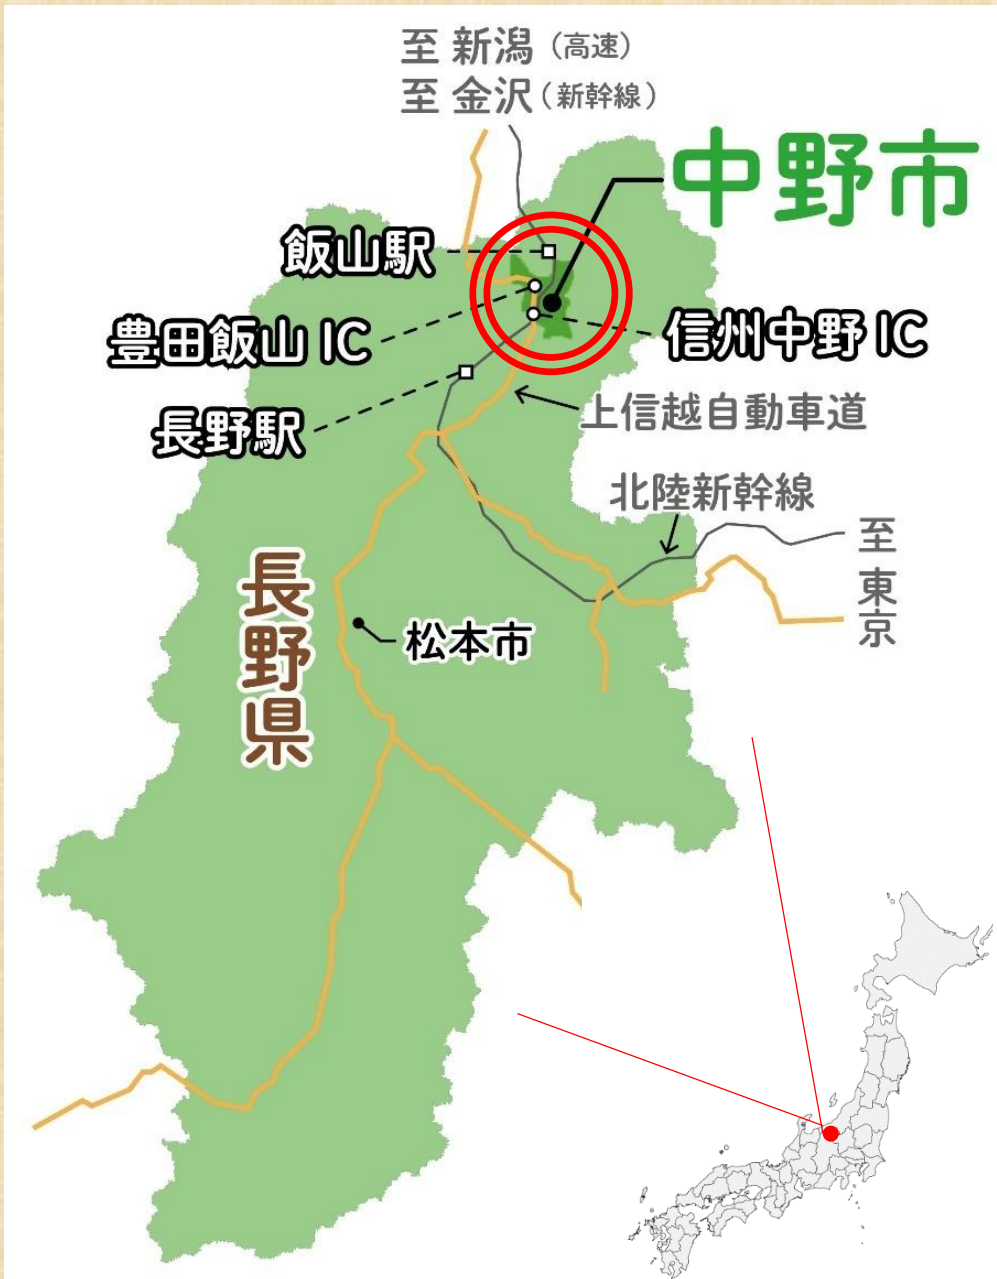 至 新潟（高速）
至 金沢（新幹線）
中野市
飯山駅
豊田飯山 IC
信州中野 IC
長野駅
上信越自動車道
北陸新幹線
至東京
長野県
松本市